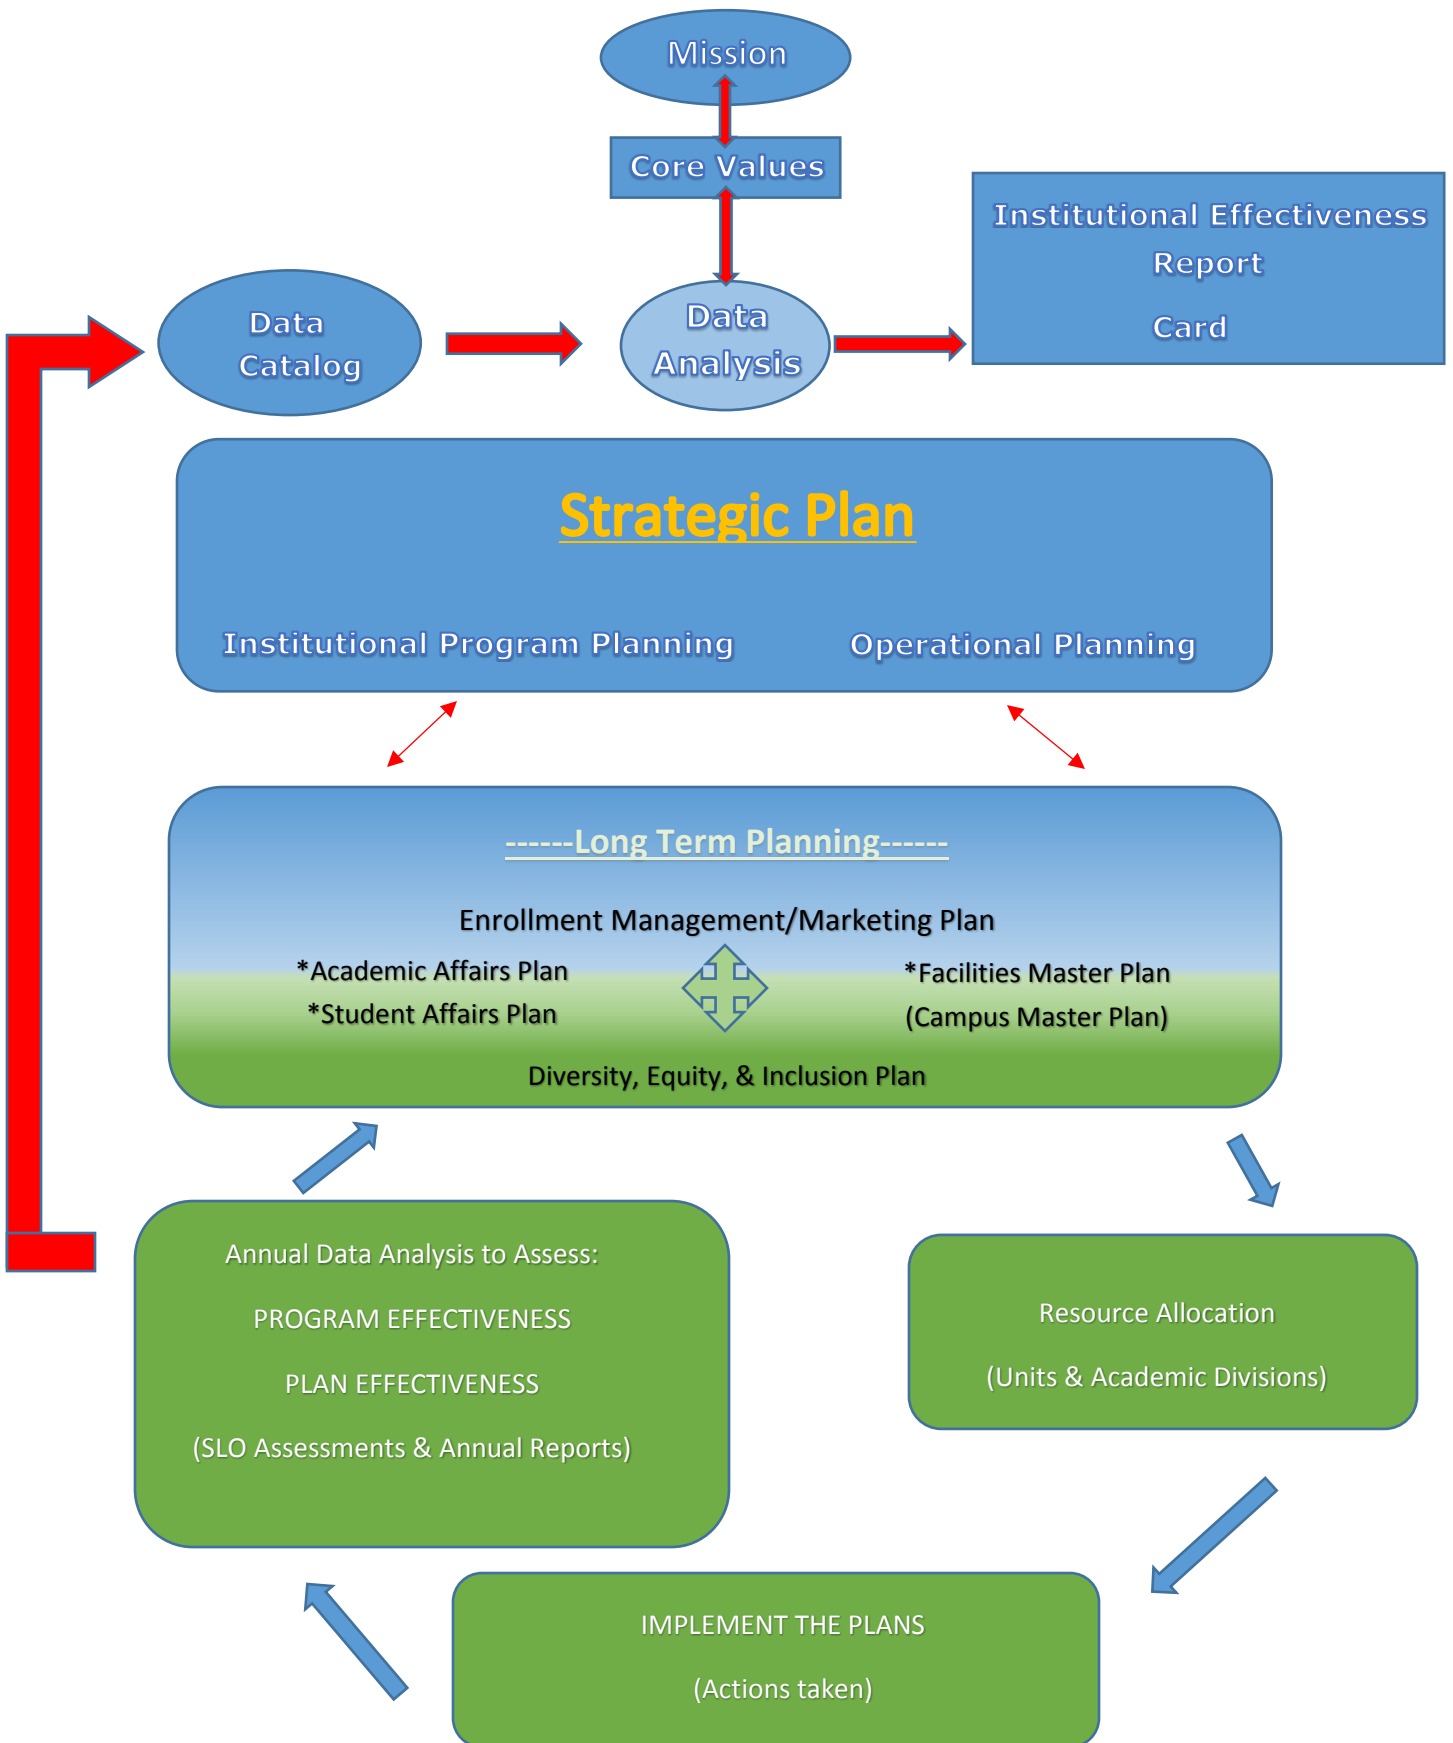 Mission
Core Values
Institutional Effectiveness
Report
Card
Data
Catalog
Data
Analysis
Strategic Plan
Institutional Program Planning
Operational Planning
------Long Term Planning------
Enrollment Management/Marketing Plan
*Academic Affairs Plan
*Student Affairs Plan
*Facilities Master Plan
(Campus Master Plan)
Diversity, Equity, & Inclusion Plan
Annual Data Analysis to Assess:
PROGRAM EFFECTIVENESS
PLAN EFFECTIVENESS
(SLO Assessments & Annual Reports)
Resource Allocation
(Units & Academic Divisions)
IMPLEMENT THE PLANS
(Actions taken)